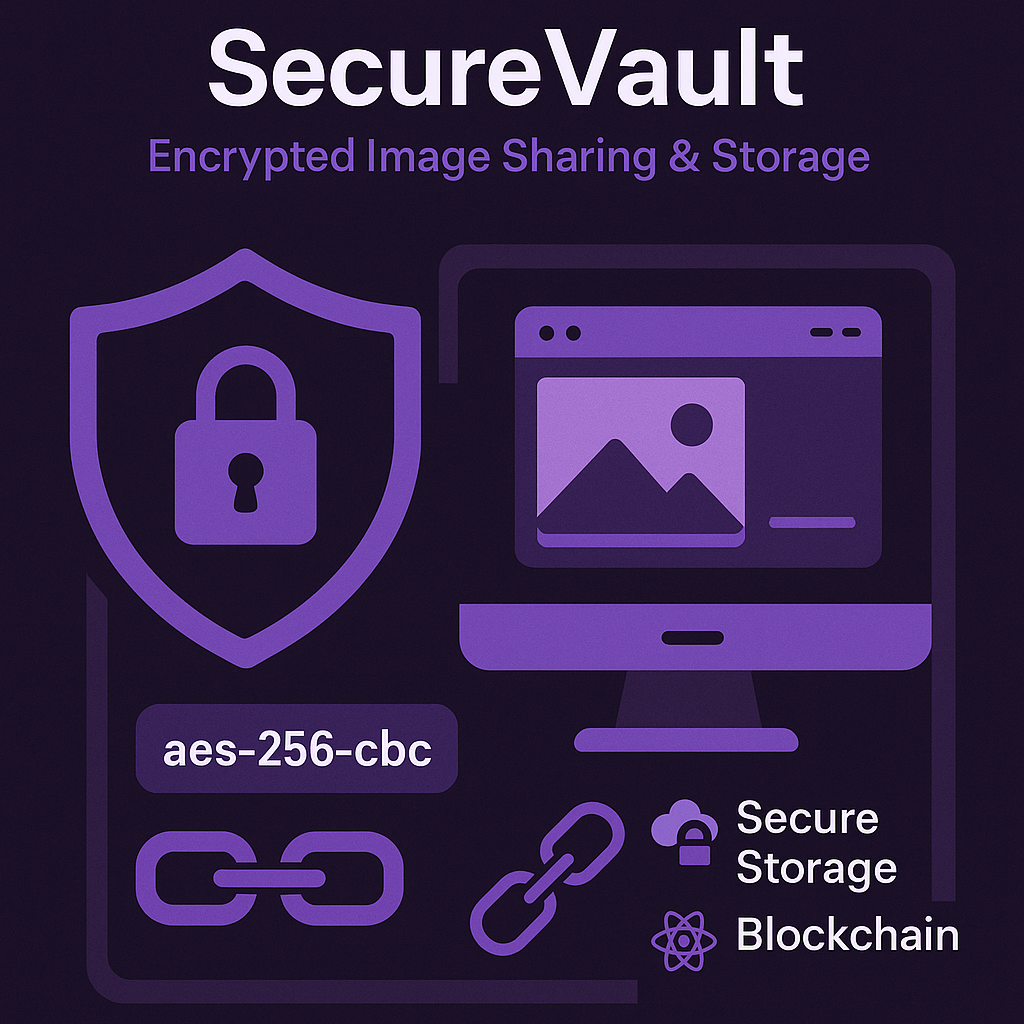 SecureVault
Encrypted Image Sharing & Storage
aes-256-cbc
Secure
Storage
Blockchain